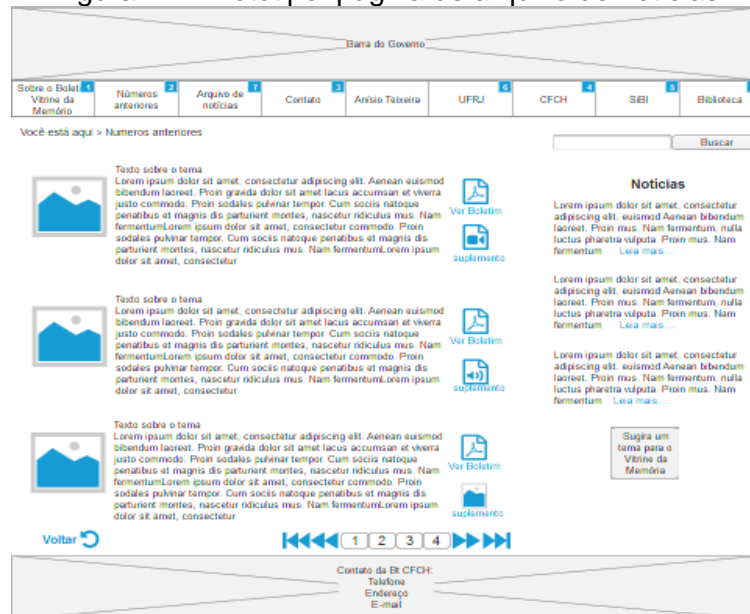 Barra do Governo
Sobre o Boleti 1
Vitrine da
Memório
Números 2
anteriores
Arquivo de 7
notícias
Contato 3
Anísio Teixeira
UFRJ 6
CFCH 4
SiBI 5
Biblioteca
Você está aqui > Numeros anteriores
Buscar
Texto sobre o tema
Lorem ipsum dolor sit amet, consectetur adipiscing elit. Aenean euismod
bibendum laoreet. Proin gravida dolor sit amet lacus accumsan et viverra
justo commodo. Proin sodales pulvinar tempor. Cum sociis natoque
penatibus et magnis dis parturient montes, nascetur ridiculus mus. Nam
fermentumLorem ipsum dolor sit amet, consectetur commodo. Proin
sodales pulvinar tempor. Cum sociis natoque penatibus et magnis dis
parturient montes, nascetur ridiculus mus. Nam fermentumLorem ipsum
dolor sit amet, consectetur
Ver Boletim
suplemento
Texto sobre o tema
Lorem ipsum dolor sit amet, consectetur adipiscing elit. Aenean euismod
bibendum laoreet. Proin gravida dolor sit amet lacus accumsan et viverra
justo commodo. Proin sodales pulvinar tempor. Cum sociis natoque
penatibus et magnis dis parturient montes, nascetur ridiculus mus. Nam
fermentumLorem ipsum dolor sit amet, consectetur commodo. Proin
sodales pulvinar tempor. Cum sociis natoque penatibus et magnis dis
parturient montes, nascetur ridiculus mus. Nam fermentumLorem ipsum
dolor sit amet, consectetur
Ver Boletim
suplemento
Texto sobre o tema
Lorem ipsum dolor sit amet, consectetur adipiscing elit. Aenean euismod
bibendum laoreet. Proin gravida dolor sit amet lacus accumsan et viverra
justo commodo. Proin sodales pulvinar tempor. Cum sociis natoque
penatibus et magnis dis parturient montes, nascetur ridiculus mus. Nam
fermentumLorem ipsum dolor sit amet, consectetur commodo. Proin
sodales pulvinar tempor. Cum sociis natoque penatibus et magnis dis
parturient montes, nascetur ridiculus mus. Nam fermentumLorem ipsum
dolor sit amet, consectetur
Ver Boletim
suplemento
Notícias
Lorem ipsum dolor sit amet, consectetur
adipiscing elit. euismod Aenean bibendum
laoreet. Proin mus. Nam fermentum, nulla
luctus pharetra vulputa. Proin mus. Nam
fermentum Leia mais....
Lorem ipsum dolor sit amet, consectetur
adipiscing elit. euismod Aenean bibendum
laoreet. Proin mus. Nam fermentum, nulla
luctus pharetra vulputa. Proin mus. Nam
fermentum Leia mais....
Lorem ipsum dolor sit amet, consectetur
adipiscing elit. euismod Aenean bibendum
laoreet. Proin mus. Nam fermentum, nulla
luctus pharetra vulputa. Proin mus. Nam
fermentum Leia mais....
Sugira um
tema para o
Vitrine da
Memória
Voltar
1 2 3 4
Contato da Bt CFCH:
Telefone
Endereço
E-mail